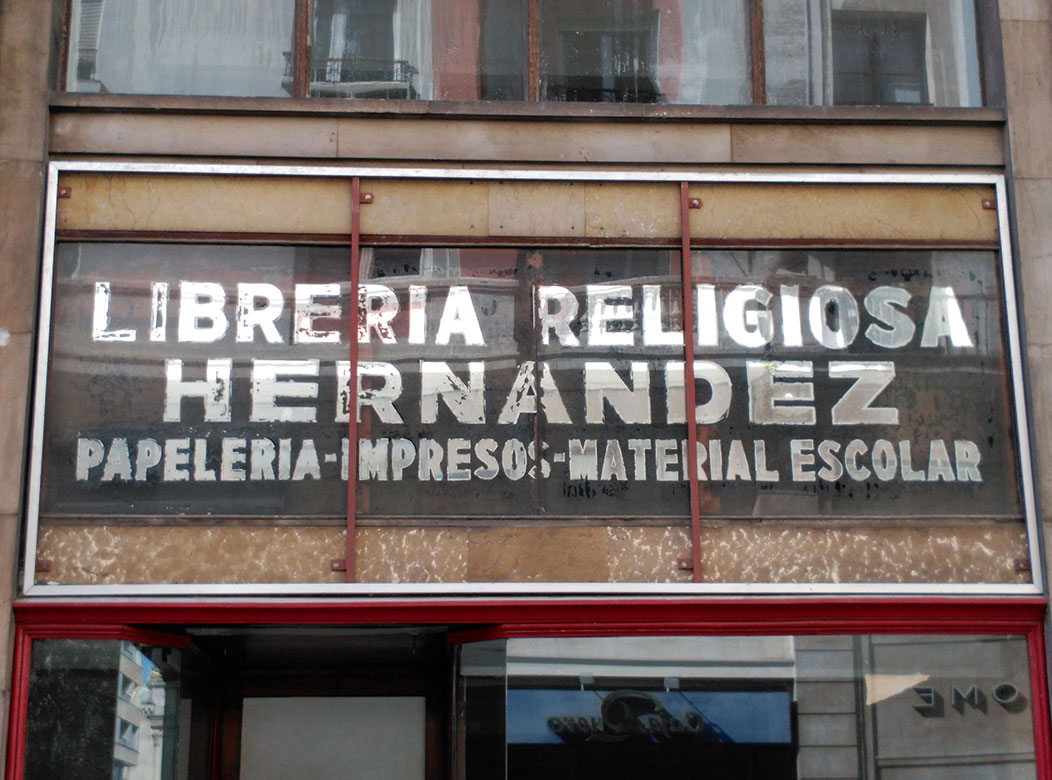 LIBRERIA RELIGIOSA
HERNANDEZ
PAPELERIA-IMPRESOS-MATERIAL ESCOLAR